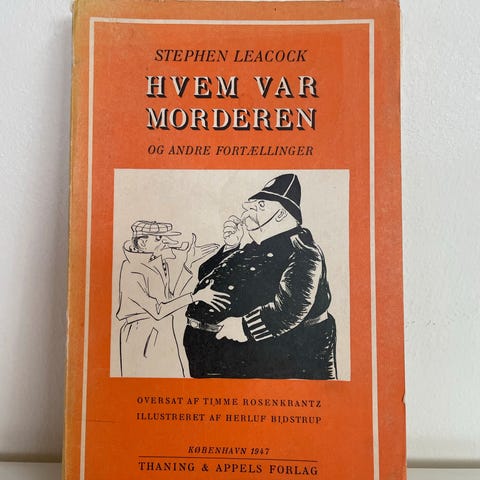 STEPHEN LEACOCK
HVEM VAR
MORDEREN
OG ANDRE FORTÆLLINGER
OVERSAT AF TIMME ROSENKRANTZ
ILLUSTRERET AF HERLUF BIDSTRUP
KØBENHAVN 1947
THANING & APPELS FORLAG